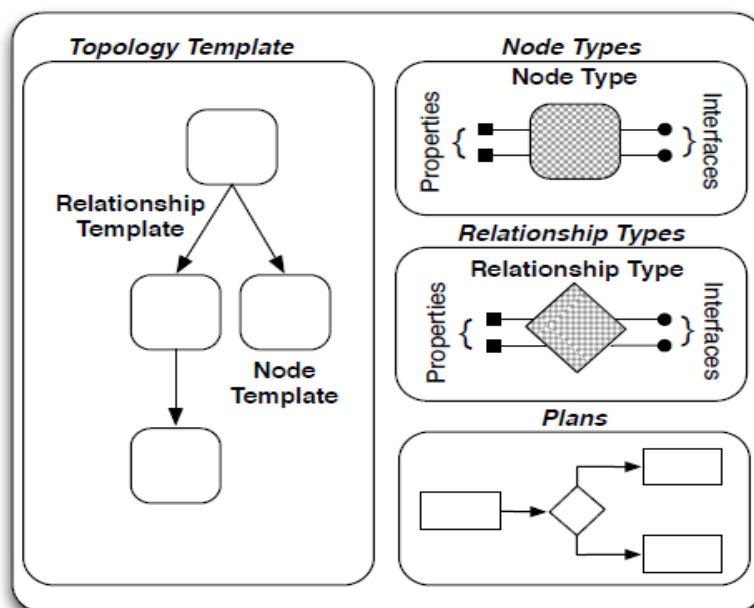 Topology Template
Relationship
Template
Node
Template
Node Types
Node Type
Properties
{
}
Interfaces
Relationship Types
Relationship Type
Properties
{
}
Interfaces
Plans